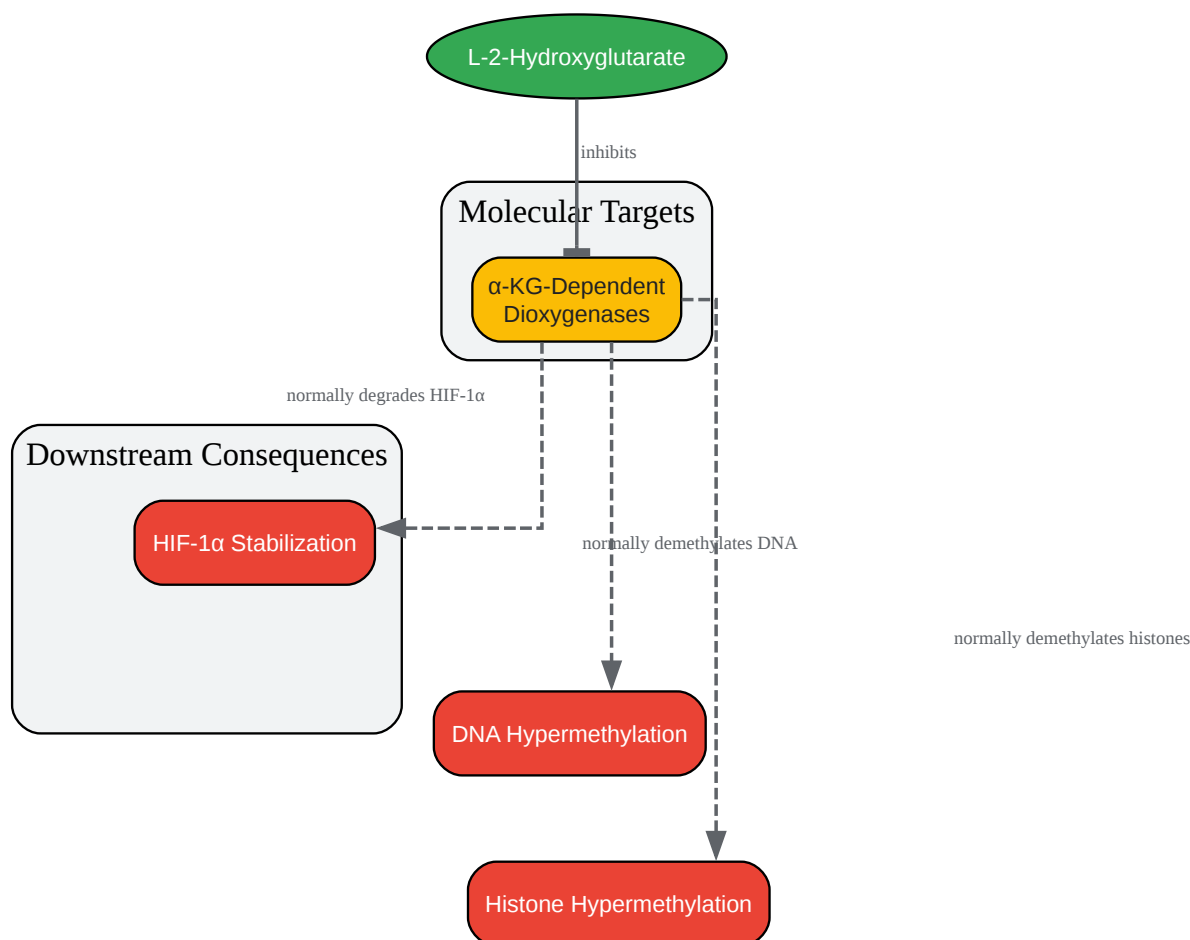 L-2-Hydroxyglutarate
inhibits
Molecular Targets
α-KG-Dependent
Dioxygenases
normally degrades HIF-1α
Downstream Consequences
HIF-1α Stabilization
normally demethylates DNA
normally demethylates histones
DNA Hypermethylation
Histone Hypermethylation